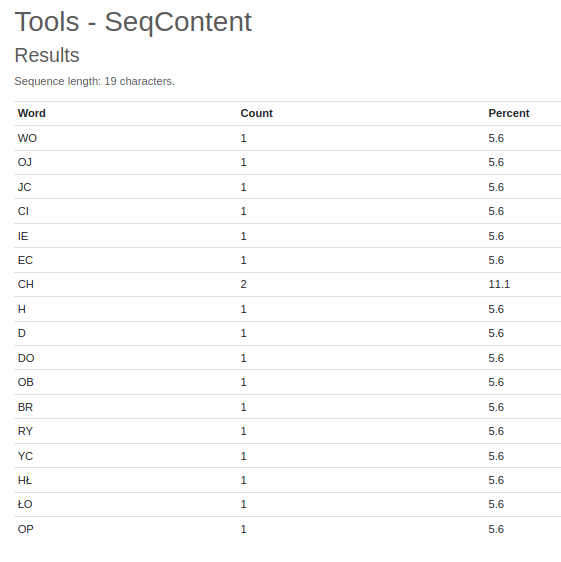 Tools - SeqContent
Results
Sequence length: 19 characters.
Word Count Percent
WO 1 5.6
OJ 1 5.6
JC 1 5.6
CI 1 5.6
IE 1 5.6
EC 1 5.6
CH 2 11.1
H 1 5.6
D 1 5.6
DO 1 5.6
OB 1 5.6
BR 1 5.6
RY 1 5.6
YC 1 5.6
HŁ 1 5.6
ŁO 1 5.6
OP 1 5.6